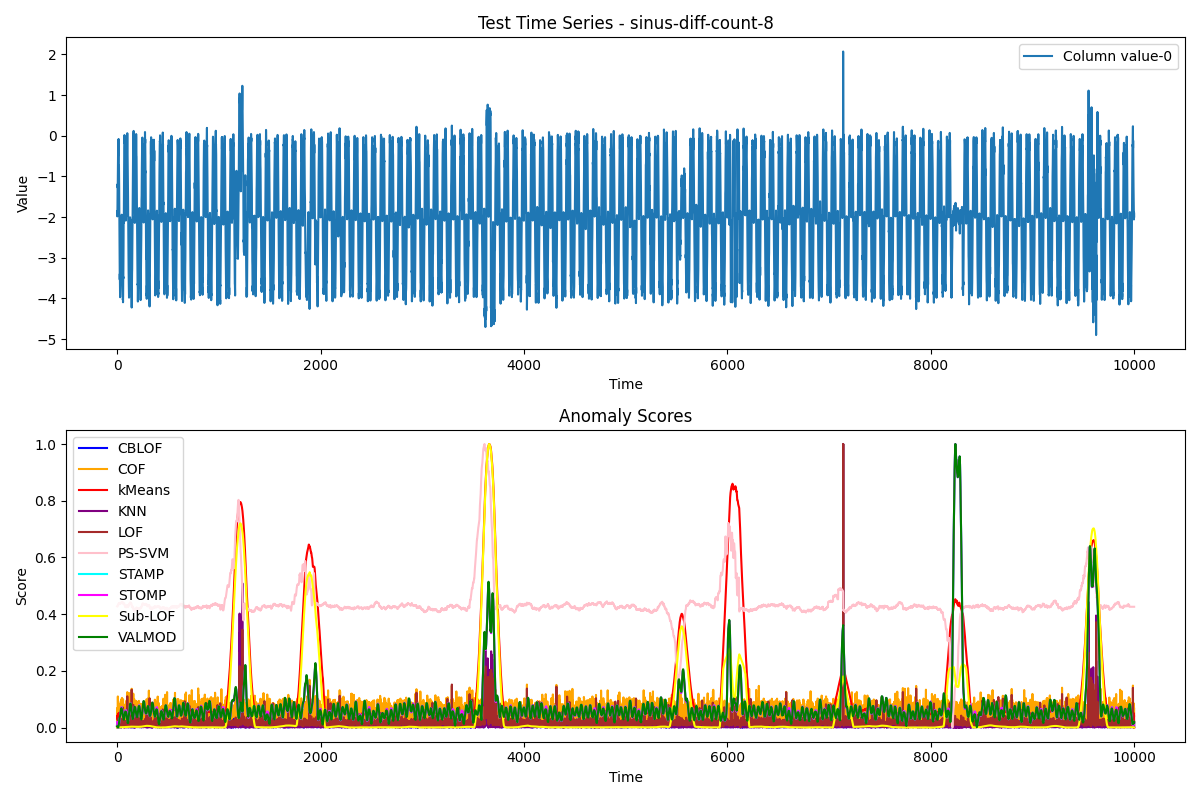 Test Time Series - sinus-diff-count-8
Column value-0
2
1
0
−1
−2
−3
−4
−5
Value
0
2000
4000
6000
8000
10000
Time
Anomaly Scores
CBLOF
COF
kMeans
KNN
LOF
PS-SVM
STAMP
STOMP
Sub-LOF
VALMOD
1.0
0.8
0.6
0.4
0.2
0.0
Score
0
2000
4000
6000
8000
10000
Time